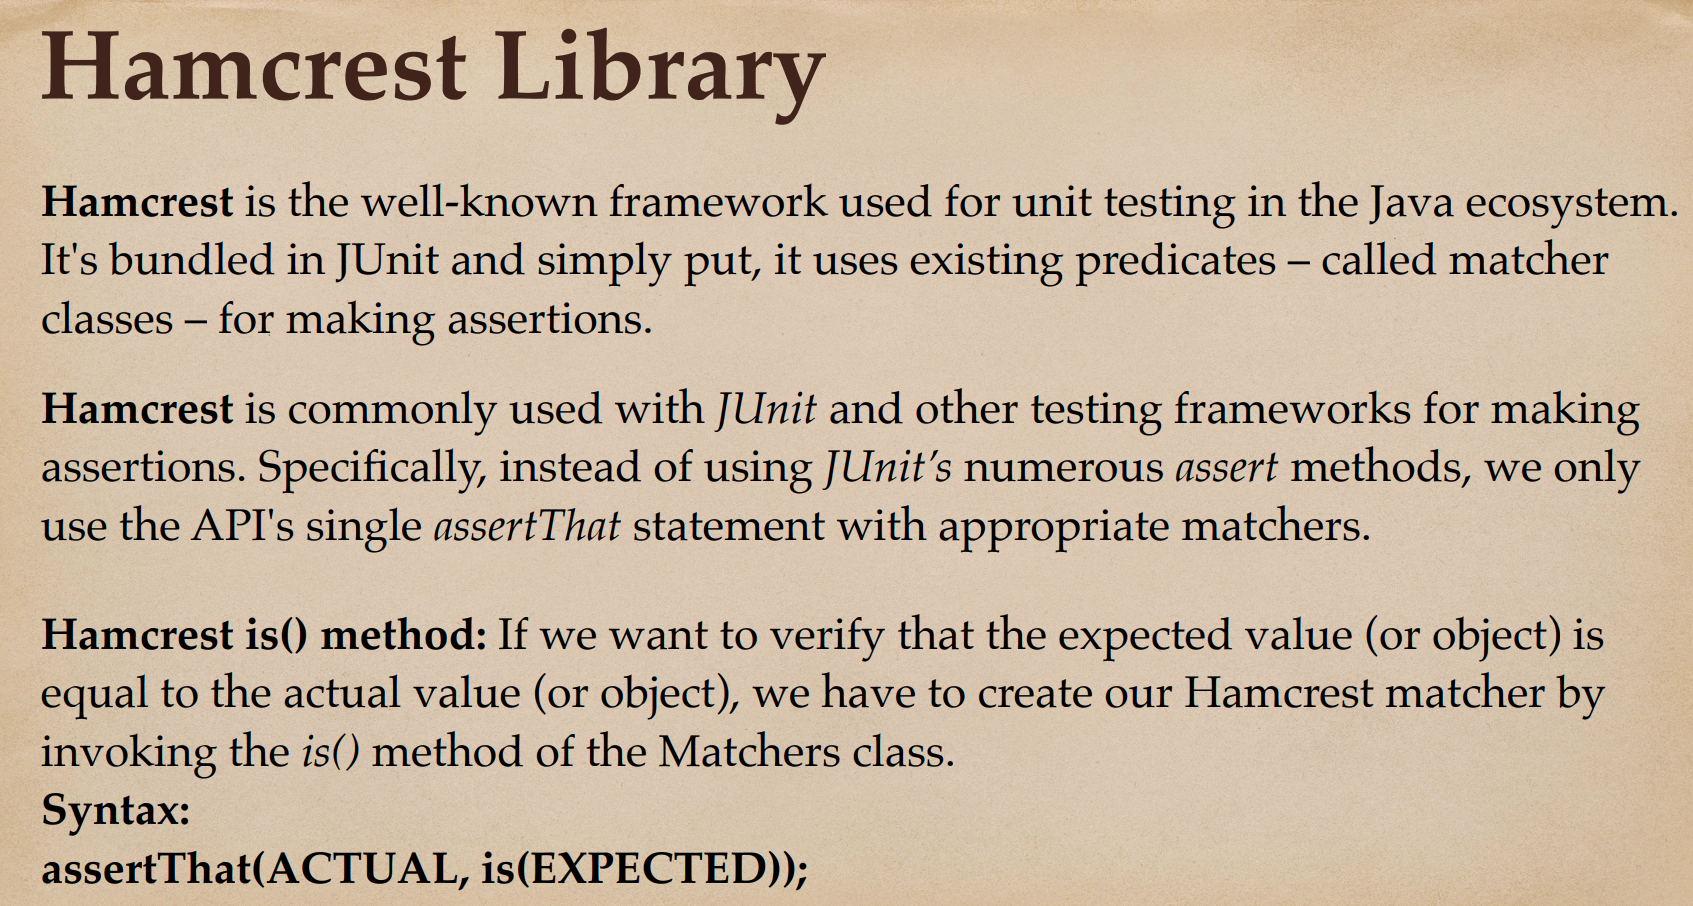 Hamcrest Library
Hamcrest is the well-known framework used for unit testing in the Java ecosystem.
It's bundled in JUnit and simply put, it uses existing predicates – called matcher
classes – for making assertions.
Hamcrest is commonly used with JUnit and other testing frameworks for making
assertions. Specifically, instead of using JUnit’s numerous assert methods, we only
use the API's single assertThat statement with appropriate matchers.
Hamcrest is() method: If we want to verify that the expected value (or object) is
equal to the actual value (or object), we have to create our Hamcrest matcher by
invoking the is() method of the Matchers class.
Syntax:
assertThat(ACTUAL, is(EXPECTED));